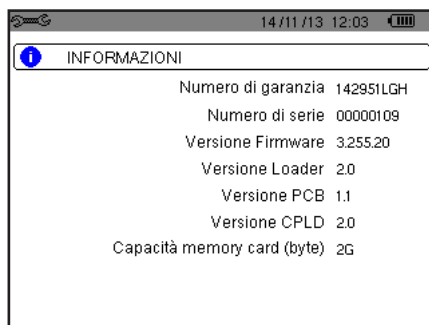 14/11/13 12:03
INFORMAZIONI
Numero di garanzia 142951LGH
Numero di serie 00000109
Versione Firmware 3.255.20
Versione Loader 2.0
Versione PCB 1.1
Versione CPLD 2.0
Capacità memory card (byte) 2G